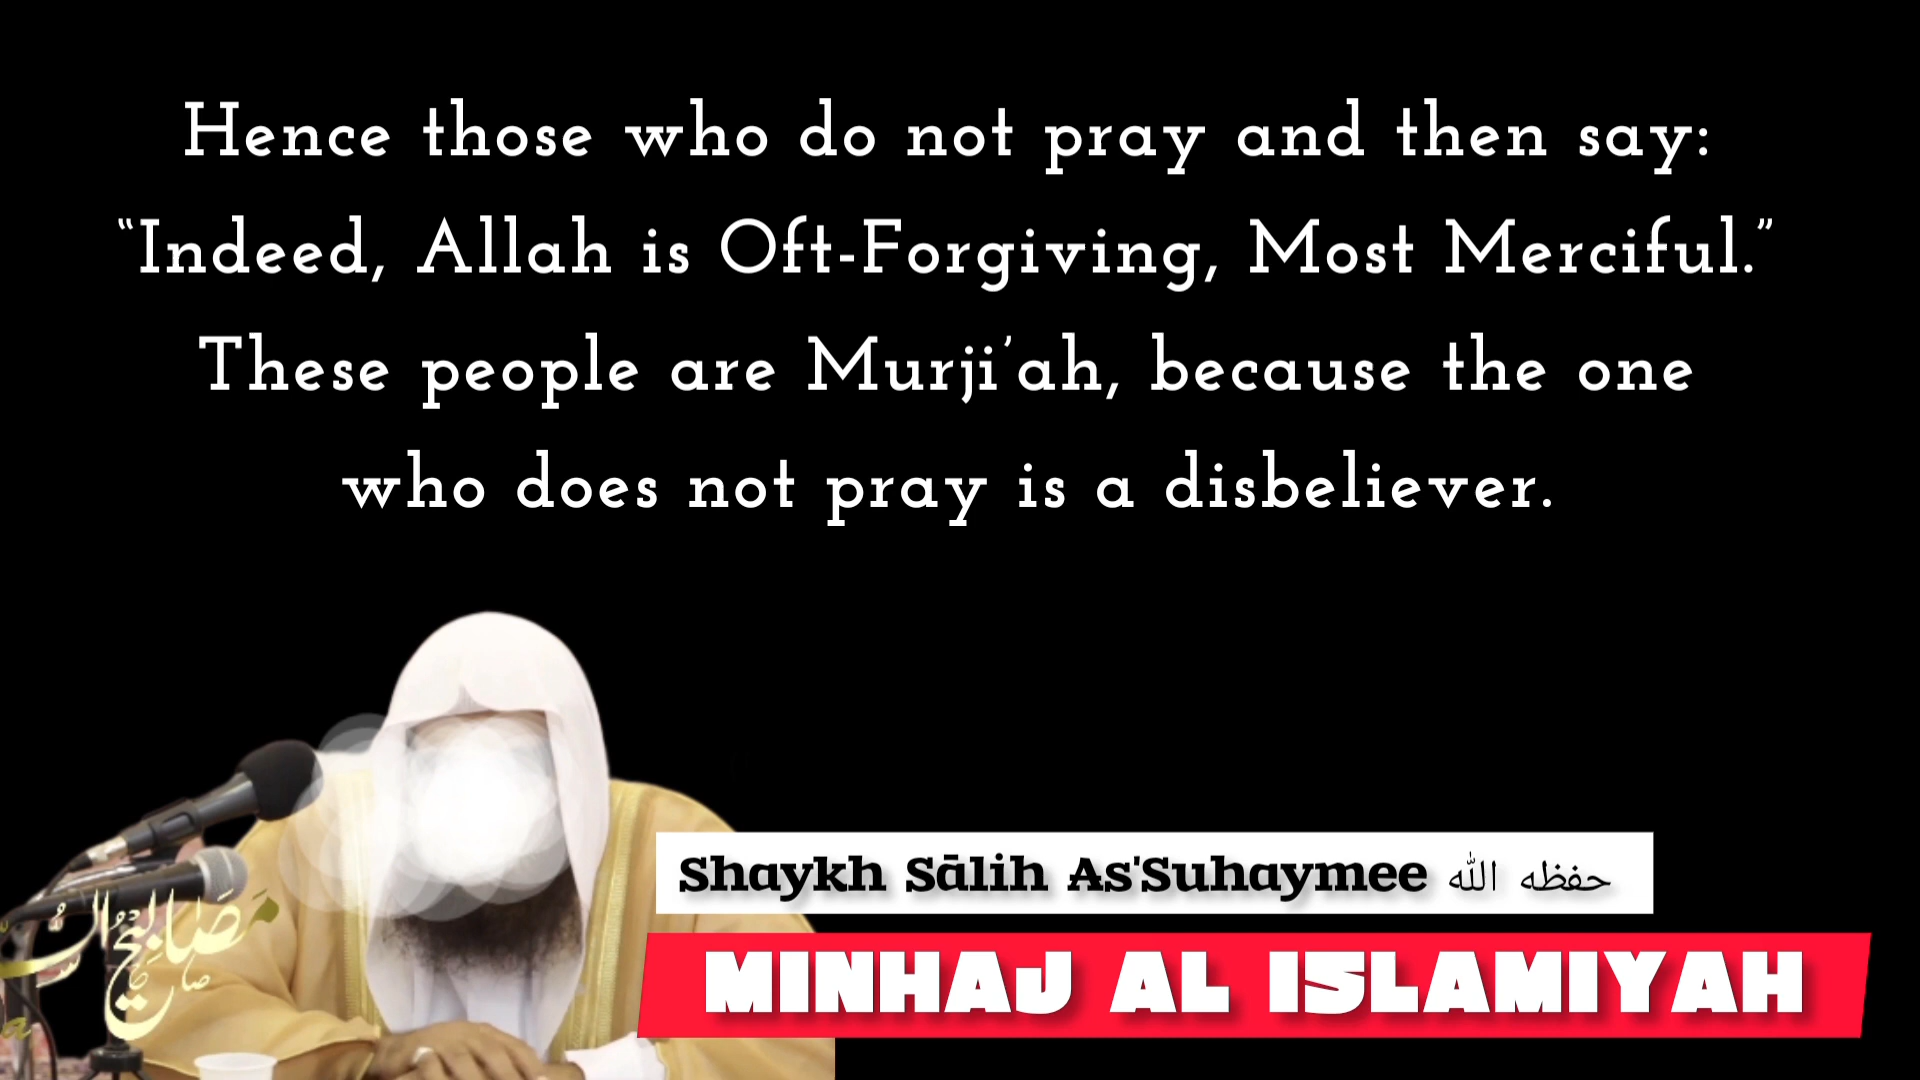 Hence those who do not pray and then say:
“Indeed, Allah is Oft-Forgiving, Most Merciful.”
These people are Murji’ah, because the one
who does not pray is a disbeliever.
Shaykh Sālih As'Suhaymee حفظه الله
MINHAJ AL ISLAMIYAH
مَصَابِيحُ